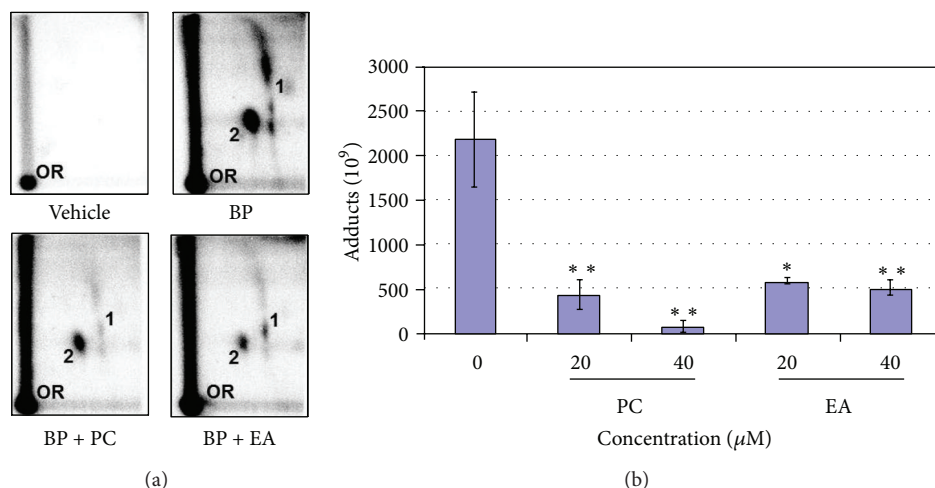 OR
Vehicle
1
2
OR
BP
1
2
OR
BP + PC
1
2
OR
BP + EA
(a)
Adducts (10⁹)
3000
2500
2000
1500
1000
500
0
* *
* *
*
* *
0 20 40 20 40
PC EA
Concentration (μM)
(b)